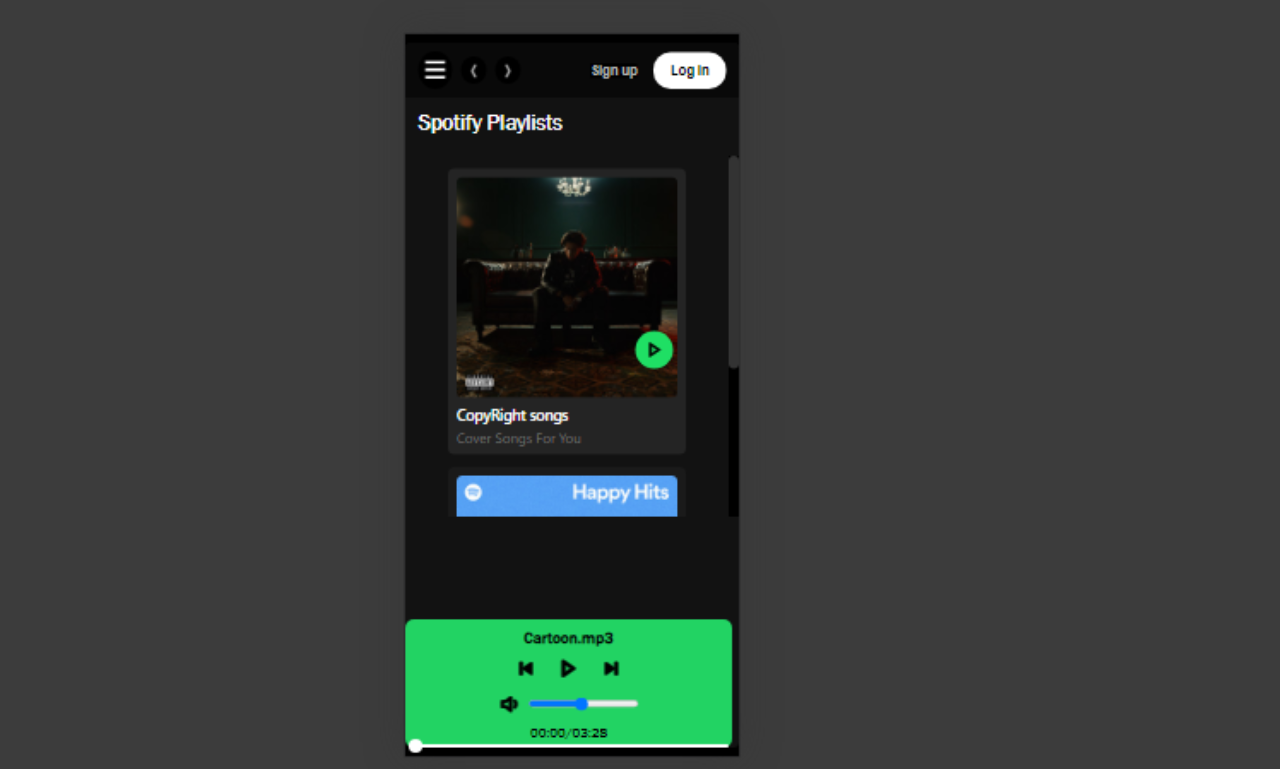 Sign up Log in
Spotify Playlists
CopyRight songs
Cover Songs For You
Happy Hits
Cartoon.mp3
00:00/03:28